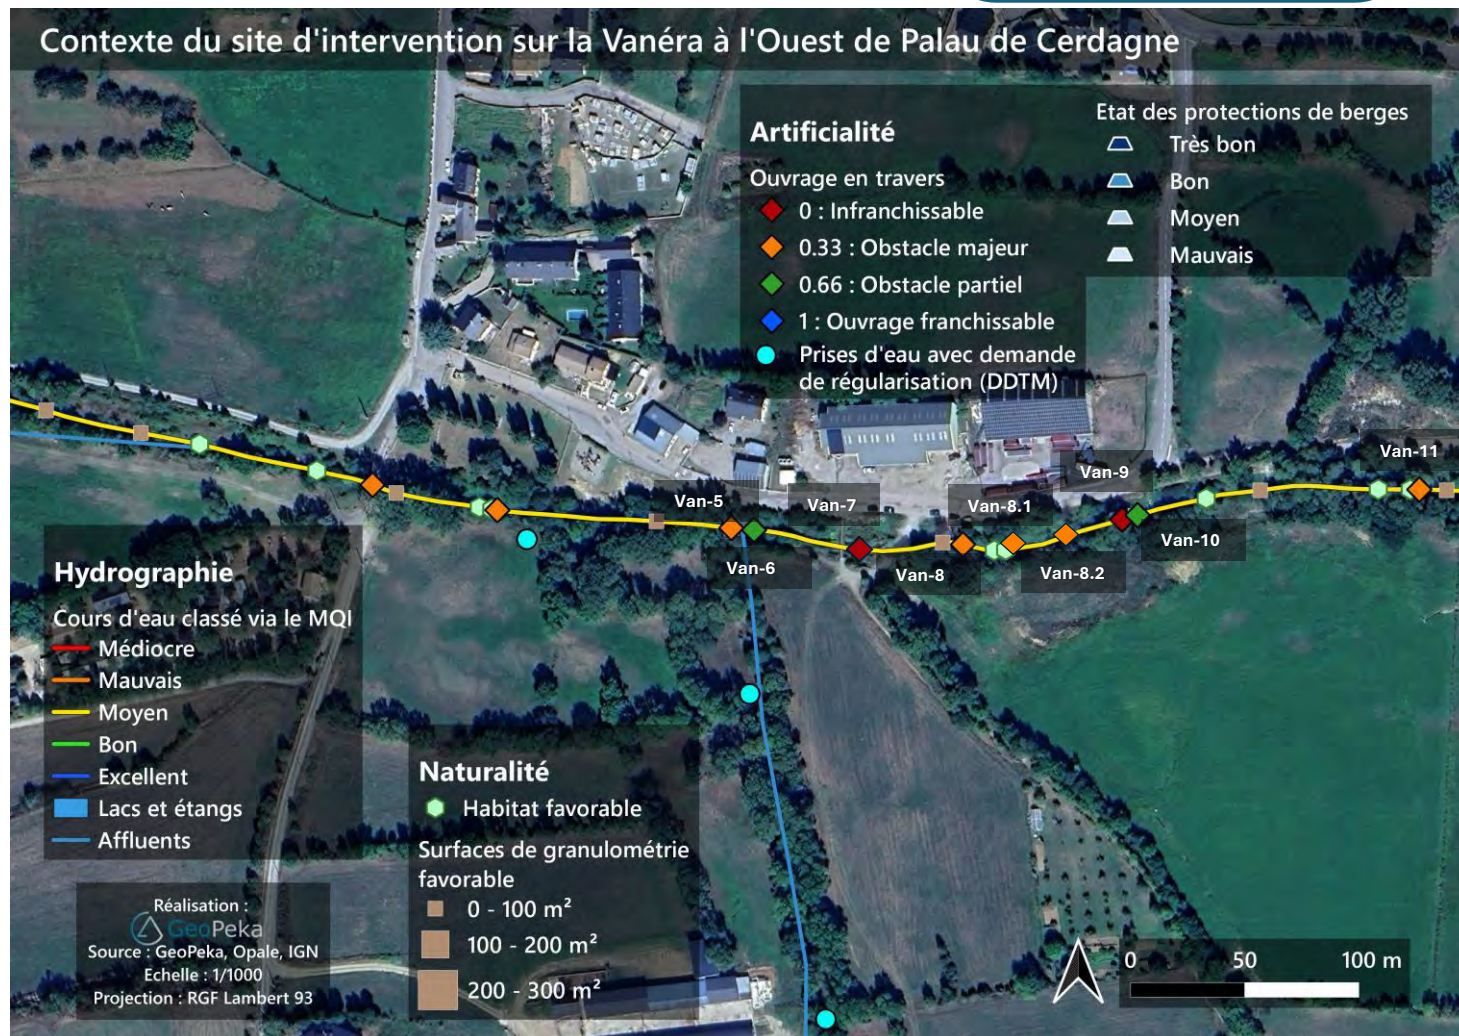 Contexte du site d'intervention sur la Vanéra à l'Ouest de Palau de Cerdagne
Artificialité
Ouvrage en travers
0 : Infranchissable
0.33 : Obstacle majeur
0.66 : Obstacle partiel
1 : Ouvrage franchissable
Prises d'eau avec demande
de régularisation (DDTM)
Etat des protections de berges
Très bon
Bon
Moyen
Mauvais
Van-5
Van-6
Van-7
Van-8
Van-8.1
Van-8.2
Van-9
Van-10
Van-11
Hydrographie
Cours d'eau classé via le MQI
Médiocre
Mauvais
Moyen
Bon
Excellent
Lacs et étangs
Affluents
Naturalité
Habitat favorable
Surfaces de granulométrie
favorable
0 - 100 m²
100 - 200 m²
200 - 300 m²
Réalisation :
GeoPeka
Source : GeoPeka, Opale, IGN
Echelle : 1/1000
Projection : RGF Lambert 93
0 50 100 m